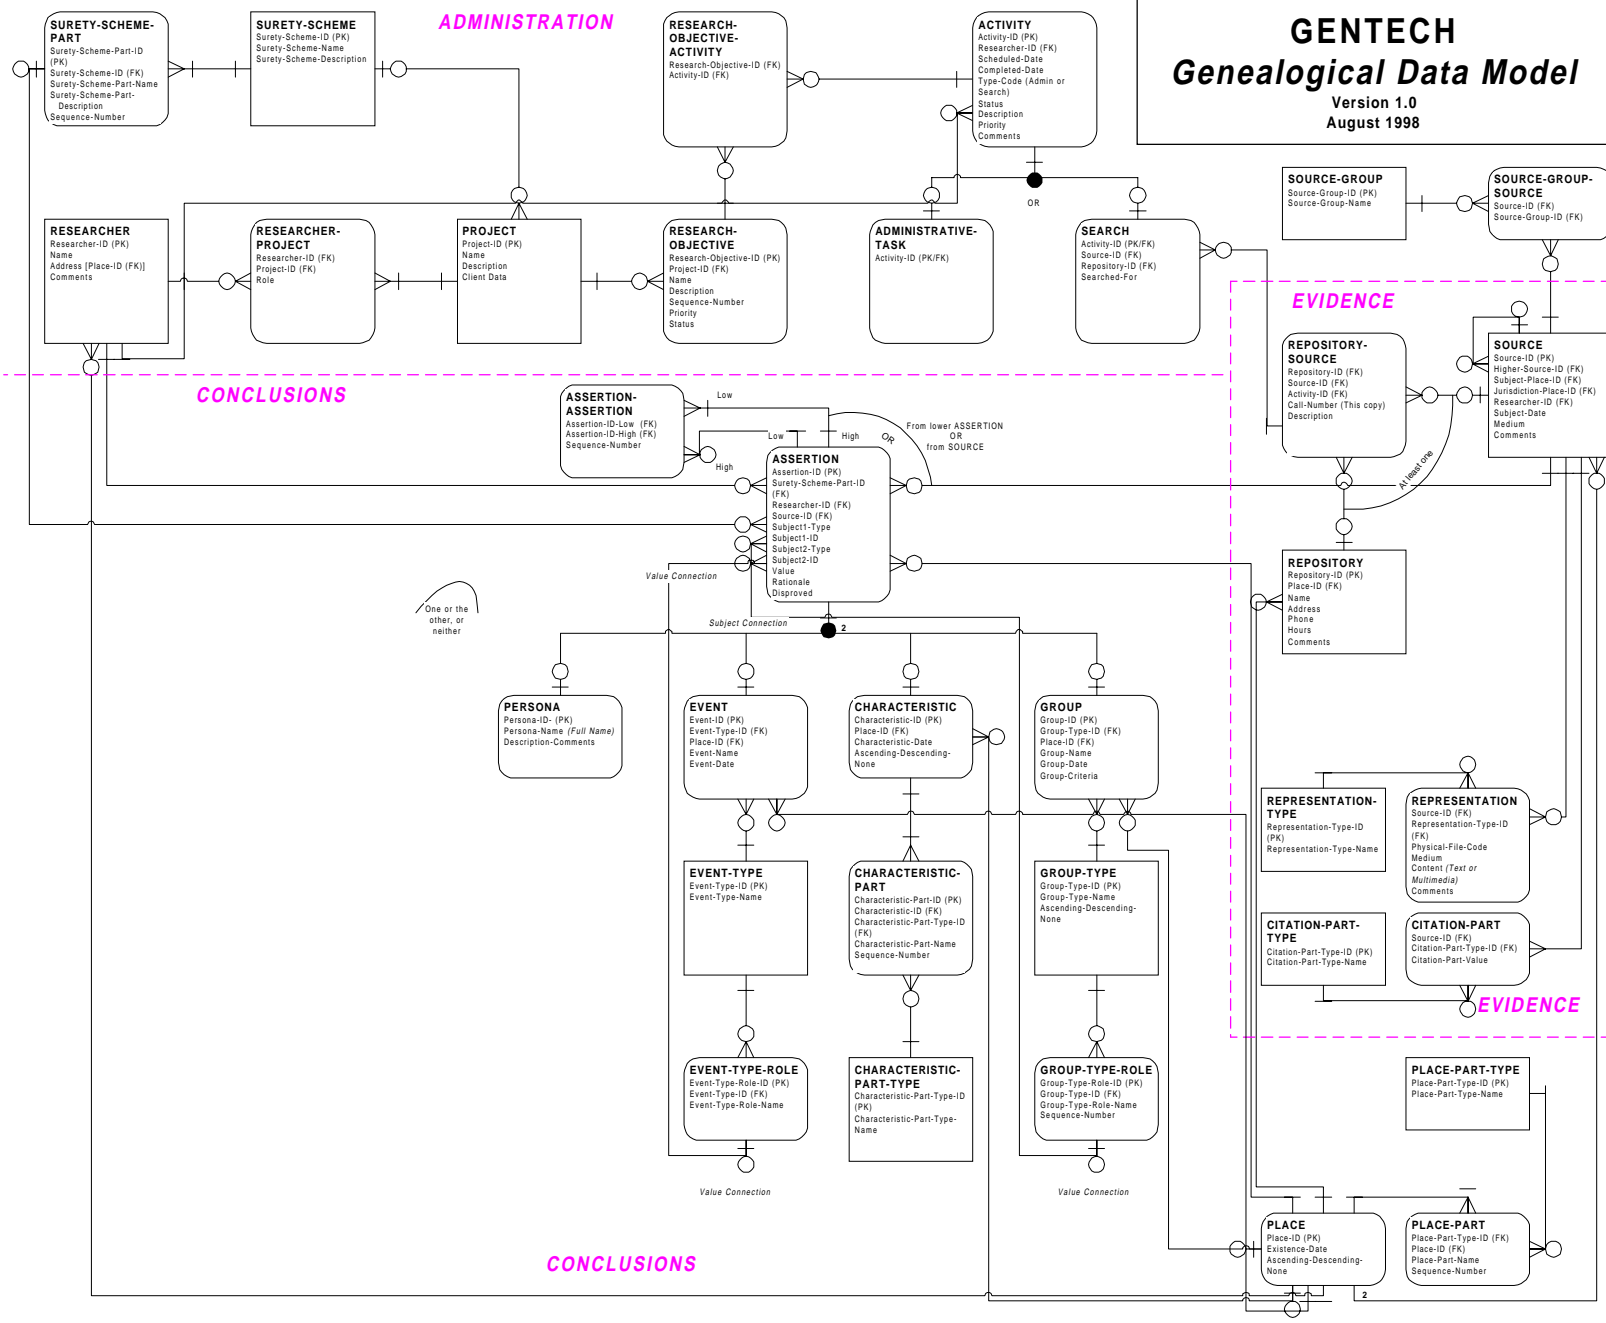 GENTECH
Genealogical Data Model
Version 1.0
August 1998
ADMINISTRATION
SURETY-SCHEME-
PART
Surety-Scheme-Part-ID
(PK)
Surety-Scheme-ID (FK)
Surety-Scheme-Part-Name
Surety-Scheme-Part-
Description
Sequence-Number
SURETY-SCHEME
Surety-Scheme-ID (PK)
Surety-Scheme-Name
Surety-Scheme-Description
RESEARCH-
OBJECTIVE-
ACTIVITY
Research-Objective-ID (FK)
Activity-ID (FK)
ACTIVITY
Activity-ID (PK)
Researcher-ID (FK)
Scheduled-Date
Completed-Date
Type-Code (Admin or
Search)
Status
Description
Priority
Comments
OR
SOURCE-GROUP
Source-Group-ID (PK)
Source-Group-Name
SOURCE-GROUP-
SOURCE
Source-ID (FK)
Source-Group-ID (FK)
RESEARCHER
Researcher-ID (PK)
Name
Address [Place-ID (FK)]
Comments
RESEARCHER-
PROJECT
Researcher-ID (FK)
Project-ID (FK)
Role
PROJECT
Project-ID (PK)
Name
Description
Client Data
RESEARCH-
OBJECTIVE
Research-Objective-ID (PK)
Project-ID (FK)
Name
Description
Sequence-Number
Priority
Status
ADMINISTRATIVE-
TASK
Activity-ID (PK/FK)
SEARCH
Activity-ID (PK/FK)
Source-ID (FK)
Repository-ID (FK)
Searched-For
EVIDENCE
REPOSITORY-
SOURCE
Repository-ID (FK)
Source-ID (FK)
Activity-ID (FK)
Call-Number (This copy)
Description
SOURCE
Source-ID (PK)
Higher-Source-ID (FK)
Subject-Place-ID (FK)
Jurisdiction-Place-ID (FK)
Researcher-ID (FK)
Subject-Date
Medium
Comments
At least one
CONCLUSIONS
ASSERTION-
ASSERTION
Assertion-ID-Low (FK)
Assertion-ID-High (FK)
Sequence-Number
Low
High
Low
High
OR
From lower ASSERTION
OR
from SOURCE
ASSERTION
Assertion-ID (PK)
Surety-Scheme-Part-ID
(FK)
Researcher-ID (FK)
Source-ID (FK)
Subject1-Type
Subject1-ID
Subject2-Type
Subject2-ID
Value
Rationale
Disproved
Value Connection
Subject Connection
2
One or the
other, or
neither
REPOSITORY
Repository-ID (PK)
Place-ID (FK)
Name
Address
Phone
Hours
Comments
PERSONA
Persona-ID- (PK)
Persona-Name (Full Name)
Description-Comments
EVENT
Event-ID (PK)
Event-Type-ID (FK)
Place-ID (FK)
Event-Name
Event-Date
CHARACTERISTIC
Characteristic-ID (PK)
Place-ID (FK)
Characteristic-Date
Ascending-Descending-
None
GROUP
Group-ID (PK)
Group-Type-ID (FK)
Place-ID (FK)
Group-Name
Group-Date
Group-Criteria
REPRESENTATION-
TYPE
Representation-Type-ID
(PK)
Representation-Type-Name
REPRESENTATION
Source-ID (FK)
Representation-Type-ID
(FK)
Physical-File-Code
Medium
Content (Text or
Multimedia)
Comments
EVENT-TYPE
Event-Type-ID (PK)
Event-Type-Name
CHARACTERISTIC-
PART
Characteristic-Part-ID (PK)
Characteristic-ID (FK)
Characteristic-Part-Type-ID
(FK)
Characteristic-Part-Name
Sequence-Number
GROUP-TYPE
Group-Type-ID (PK)
Group-Type-Name
Ascending-Descending-
None
CITATION-PART-
TYPE
Citation-Part-Type-ID (PK)
Citation-Part-Type-Name
CITATION-PART
Source-ID (FK)
Citation-Part-Type-ID (FK)
Citation-Part-Value
EVIDENCE
EVENT-TYPE-ROLE
Event-Type-Role-ID (PK)
Event-Type-ID (FK)
Event-Type-Role-Name
CHARACTERISTIC-
PART-TYPE
Characteristic-Part-Type-ID
(PK)
Characteristic-Part-Type-
Name
GROUP-TYPE-ROLE
Group-Type-Role-ID (PK)
Group-Type-ID (FK)
Group-Type-Role-Name
Sequence-Number
PLACE-PART-TYPE
Place-Part-Type-ID (PK)
Place-Part-Type-Name
Value Connection
Value Connection
PLACE
Place-ID (PK)
Existence-Date
Ascending-Descending-
None
PLACE-PART
Place-Part-Type-ID (FK)
Place-ID (FK)
Place-Part-Name
Sequence-Number
CONCLUSIONS
2